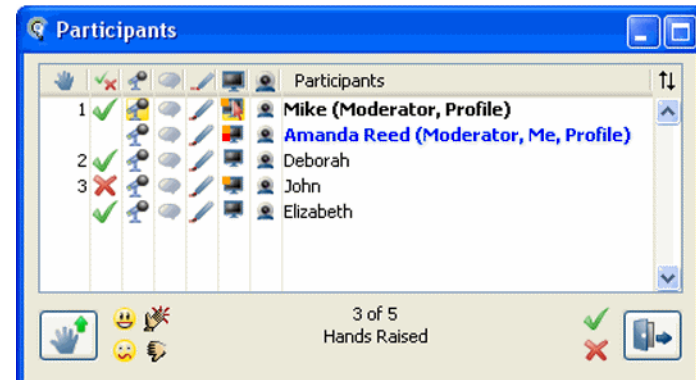 Participants
Participants
1 Mike (Moderator, Profile)
Amanda Reed (Moderator, Me, Profile)
2 Deborah
3 John
Elizabeth
3 of 5
Hands Raised